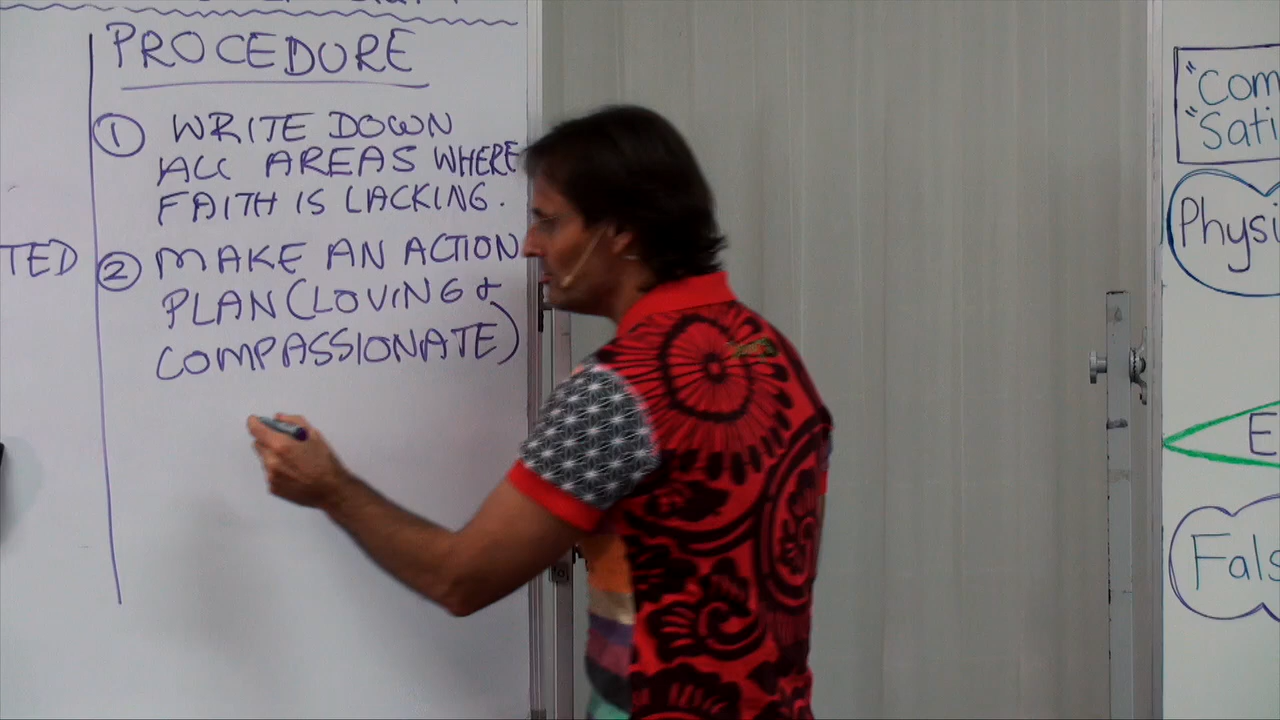 PROCEDURE
① WRITE DOWN
ALL AREAS WHERE
FAITH IS LACKING.
TED
② MAKE AN ACTION
PLAN (LOVING &
COMPASSIONATE)
"Com
"Sati
Physi
E
Fals